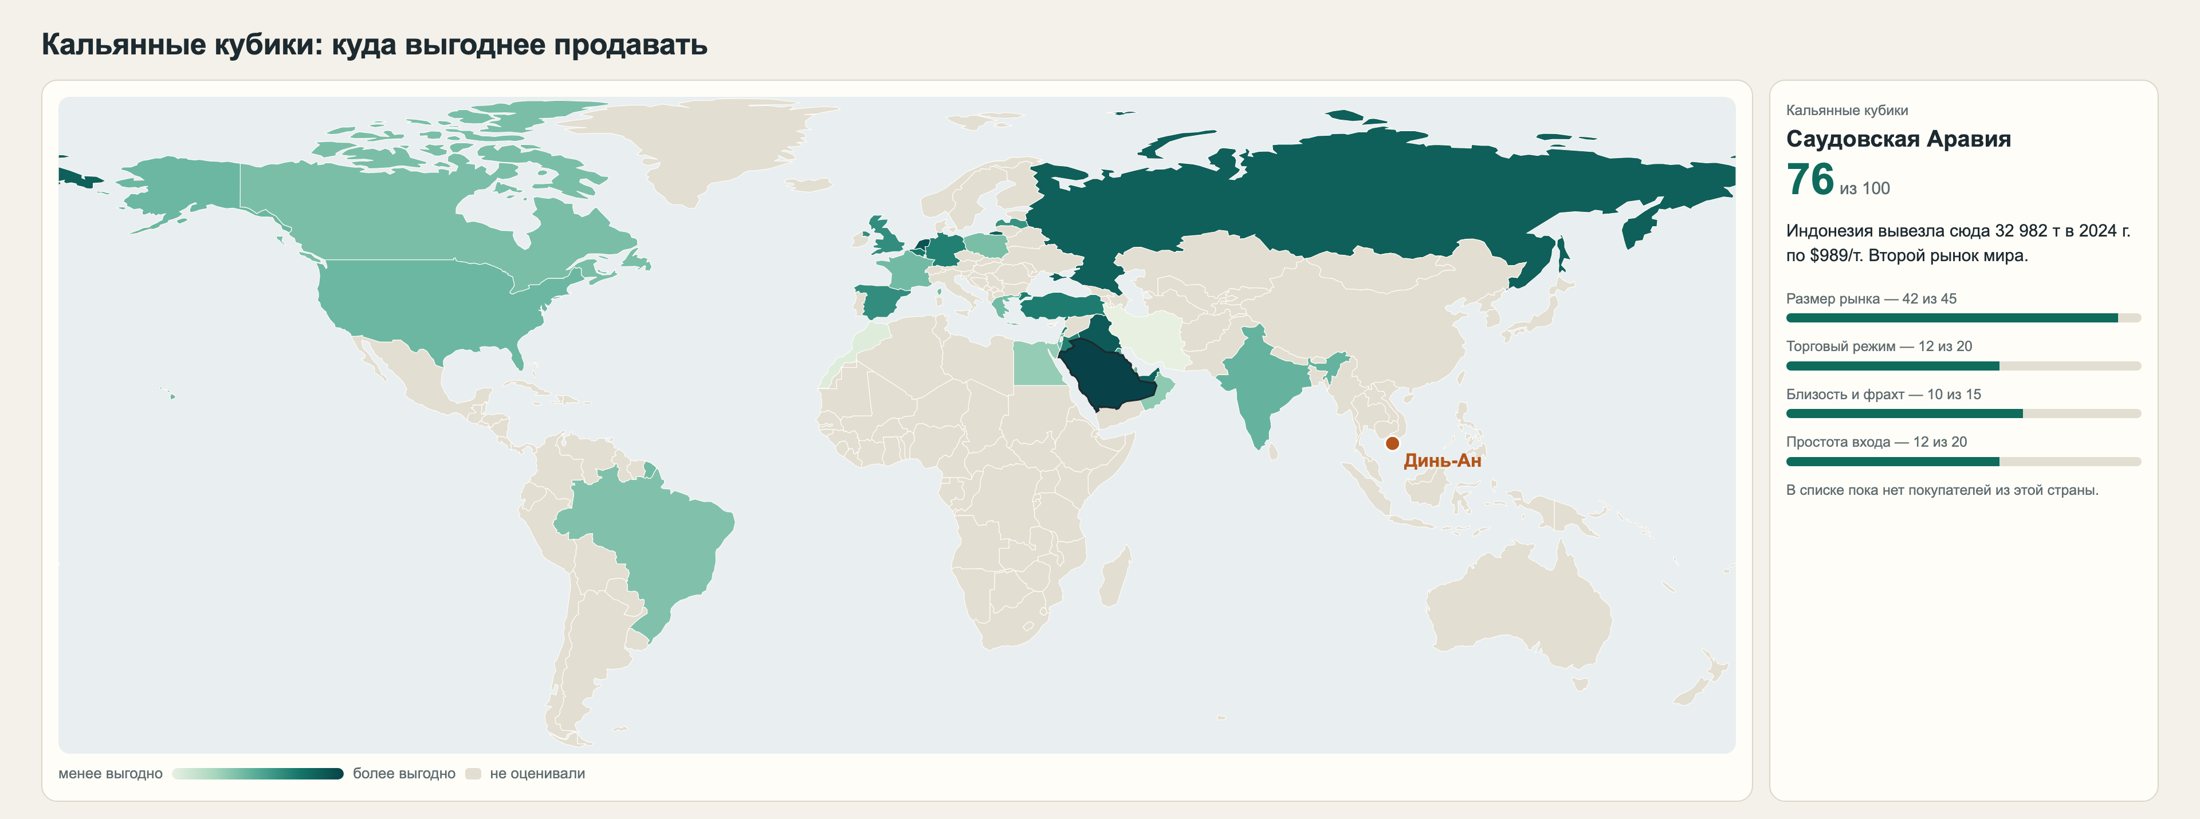 Кальянные кубики: куда выгоднее продавать
Динь-Ан
менее выгодно
более выгодно
не оценивали
Кальянные кубики
Саудовская Аравия
76 из 100
Индонезия вывезла сюда 32 982 т в 2024 г.
по $989/т. Второй рынок мира.
Размер рынка — 42 из 45
Торговый режим — 12 из 20
Близость и фрахт — 10 из 15
Простота входа — 12 из 20
В списке пока нет покупателей из этой страны.